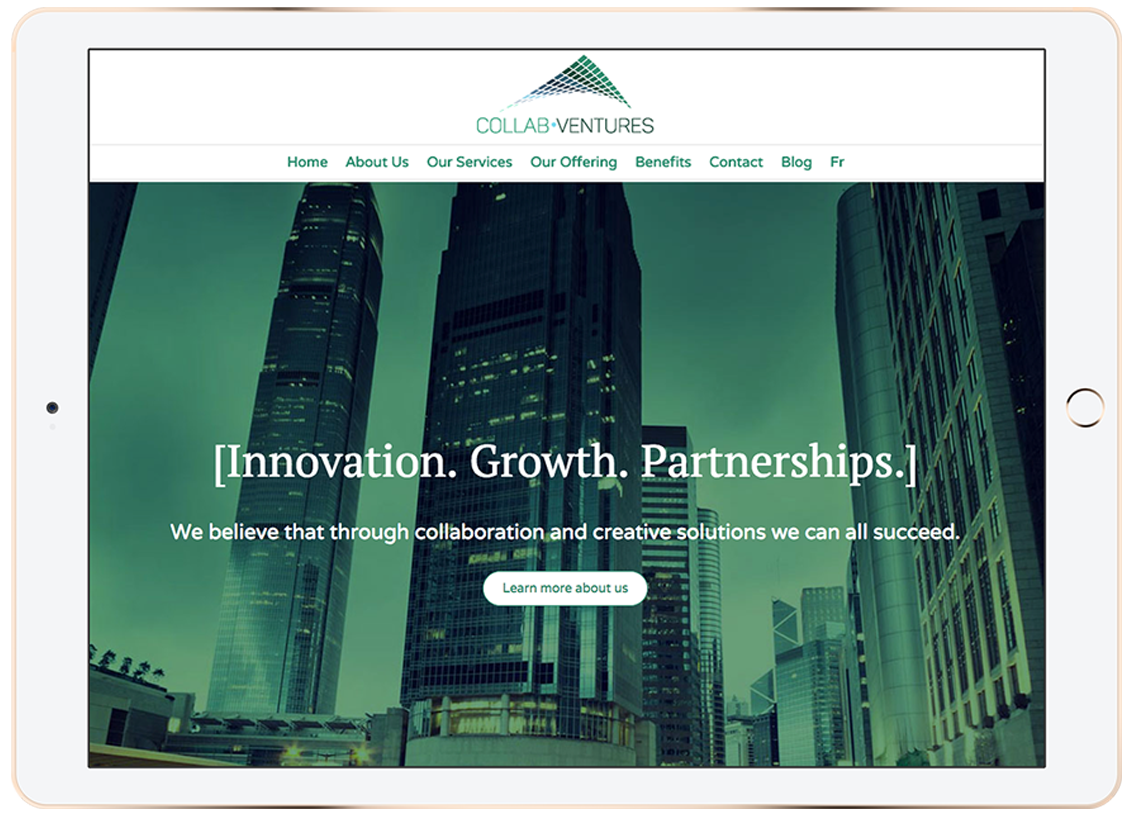 COLLAB•VENTURES
Home About Us Our Services Our Offering Benefits Contact Blog Fr
[Innovation. Growth. Partnerships.]
We believe that through collaboration and creative solutions we can all succeed.
Learn more about us